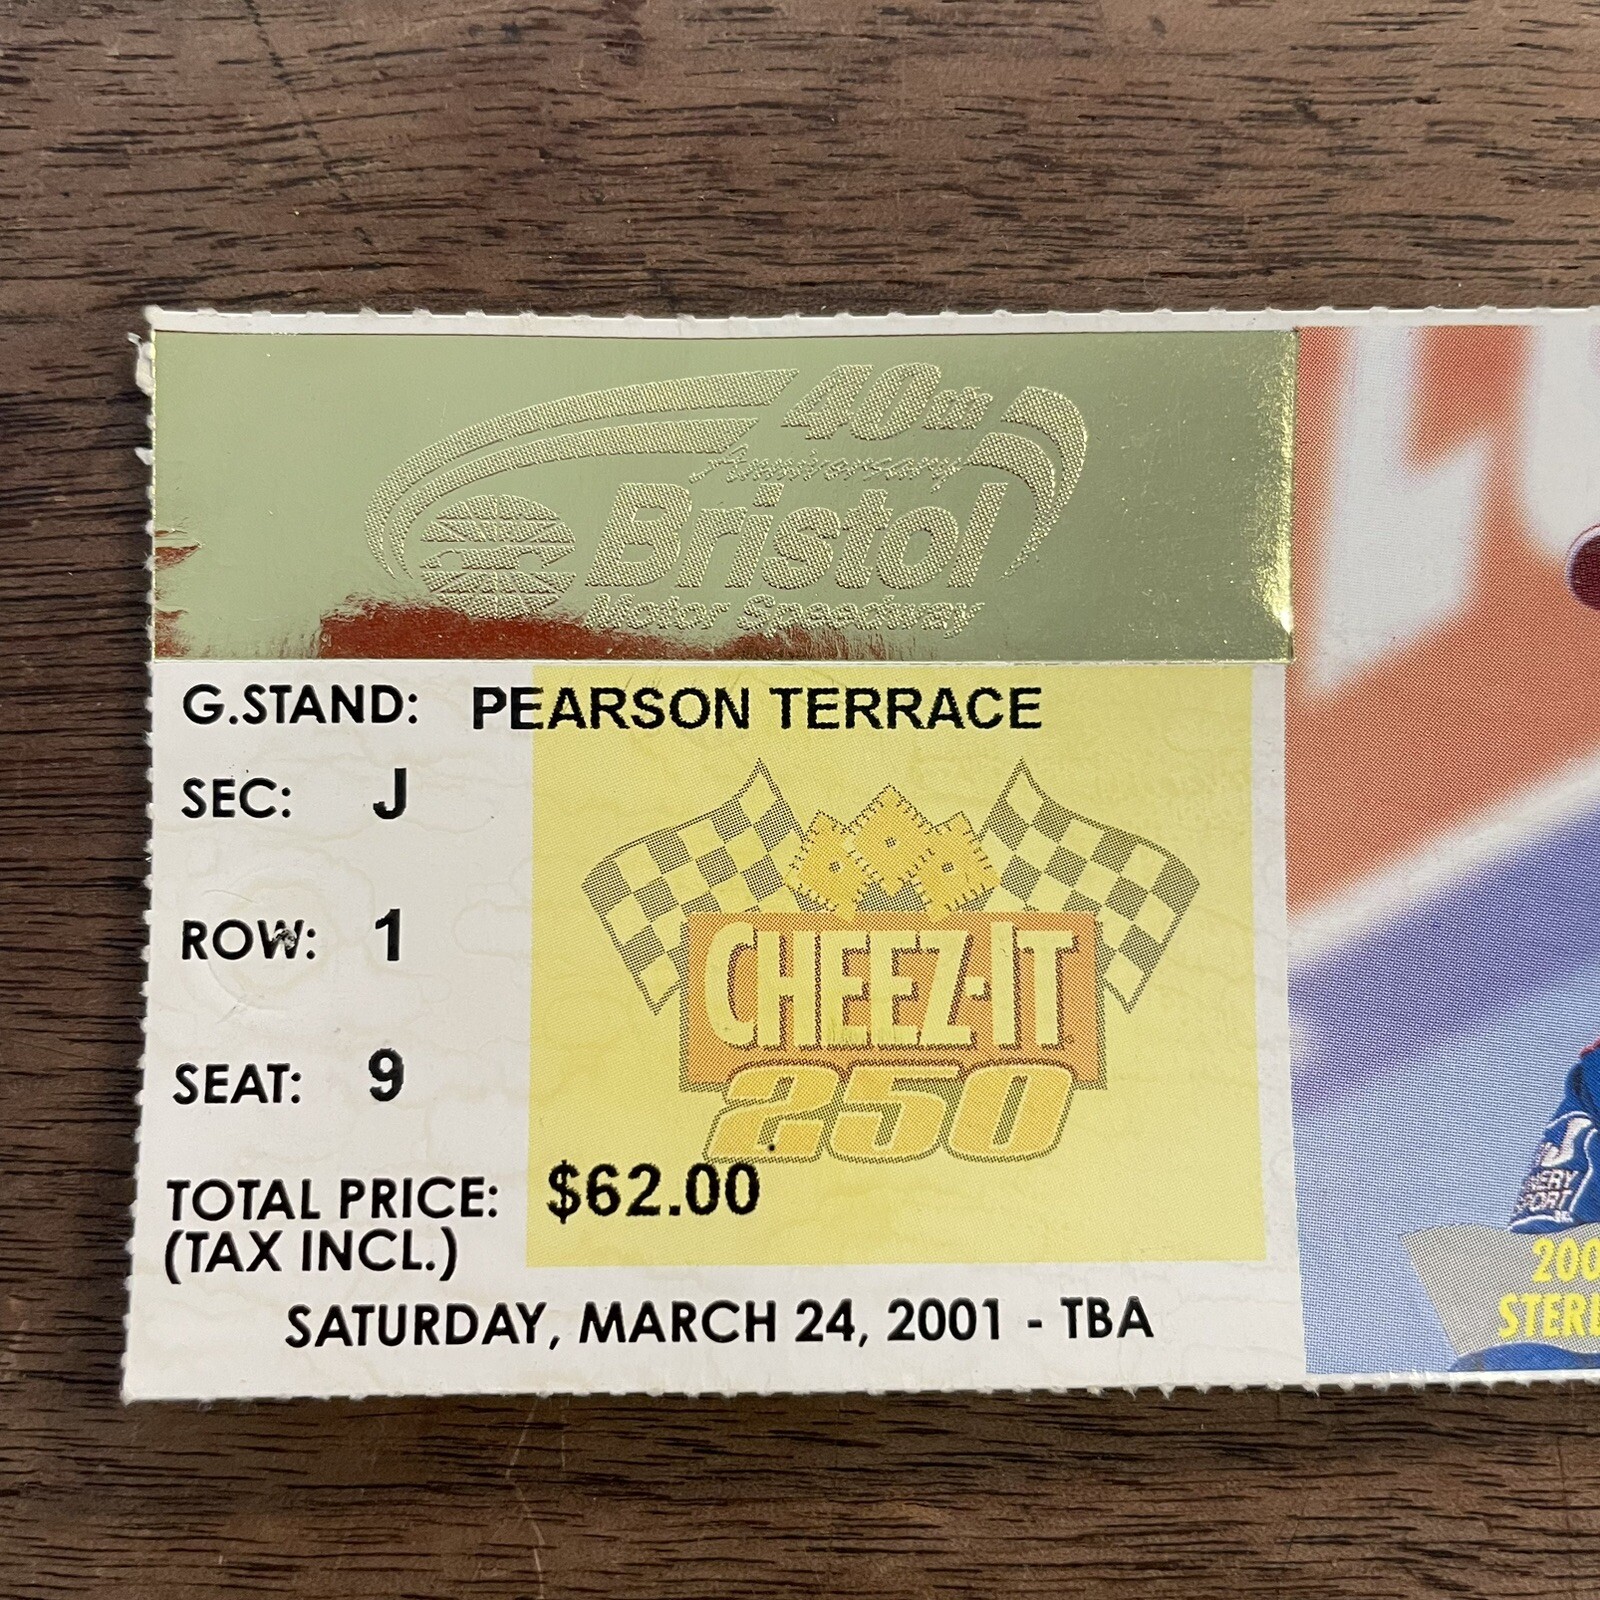 40th
Anniversary
Bristol
Motor Speedway
G.STAND: PEARSON TERRACE
SEC: J
ROW: 1
SEAT: 9
CHEEZ-IT
250
TOTAL PRICE: $62.00
(TAX INCL.)
SATURDAY, MARCH 24, 2001 - TBA